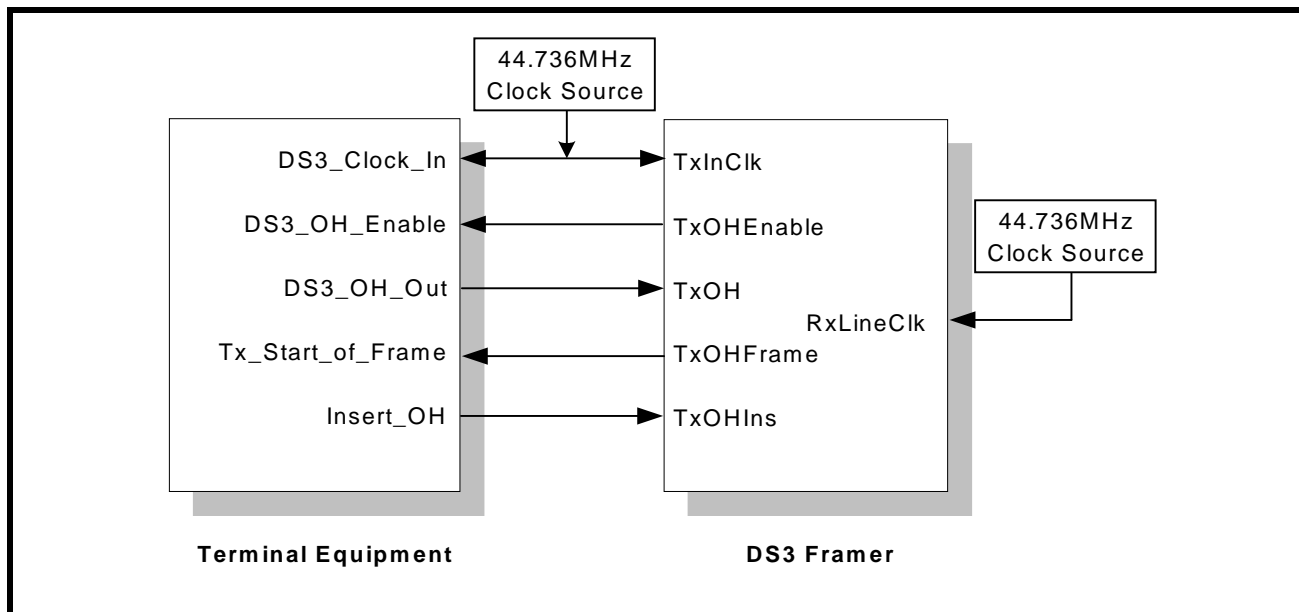 44.736MHz
Clock Source
DS3_Clock_In
TxInClk
DS3_OH_Enable
TxOHEnable
44.736MHz
Clock Source
DS3_OH_Out
TxOH
RxLineClk
Tx_Start_of_Frame
TxOHFrame
Insert_OH
TxOHIns
Terminal Equipment
DS3 Framer